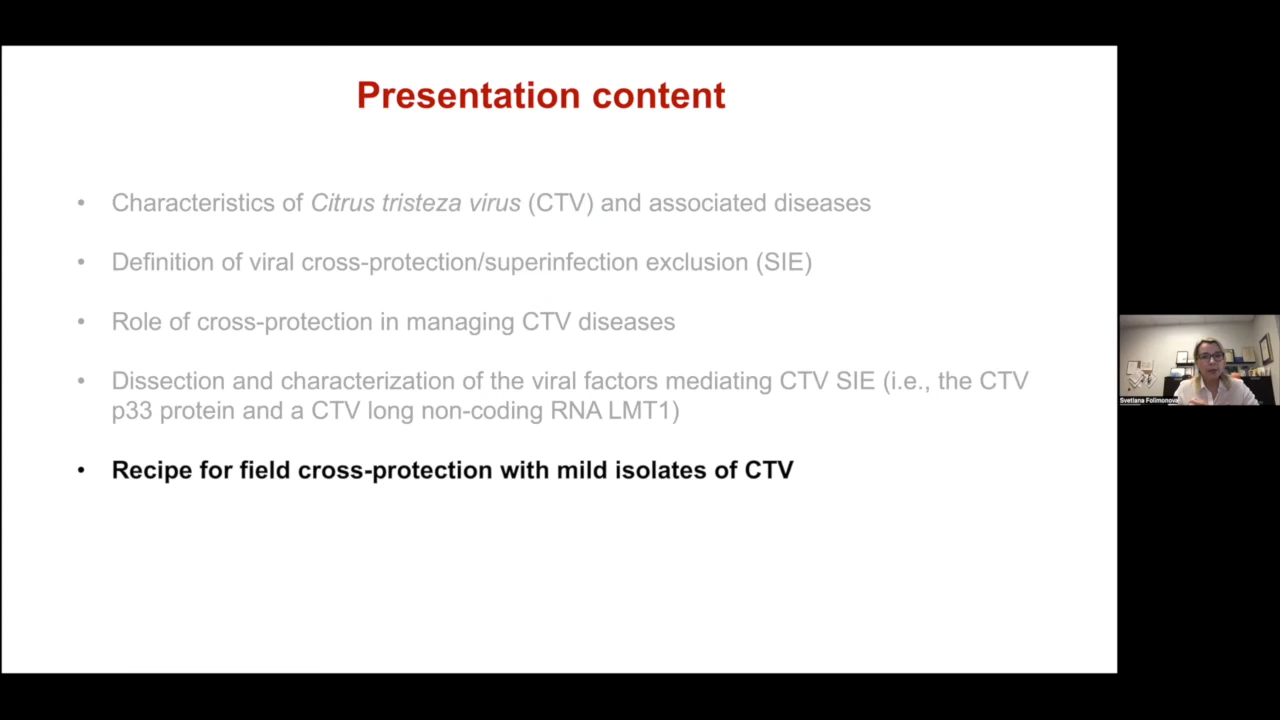 Presentation content
• Characteristics of Citrus tristeza virus (CTV) and associated diseases
• Definition of viral cross-protection/superinfection exclusion (SIE)
• Role of cross-protection in managing CTV diseases
• Dissection and characterization of the viral factors mediating CTV SIE (i.e., the CTV
p33 protein and a CTV long non-coding RNA LMT1)
• Recipe for field cross-protection with mild isolates of CTV
Svetlana Folimonova